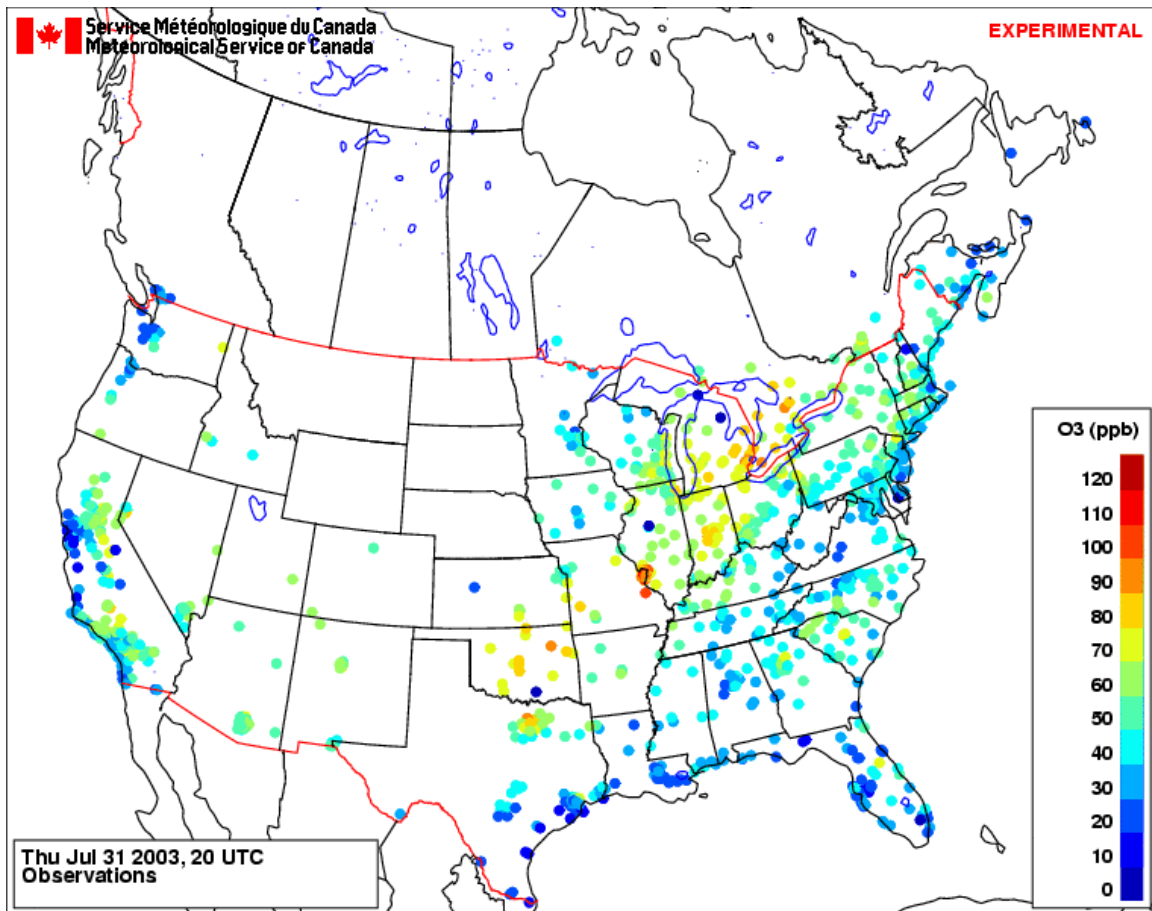 Service Météorologique du Canada
Meteorological Service of Canada
EXPERIMENTAL
O3 (ppb)
120
110
100
90
80
70
60
50
40
30
20
10
0
Thu Jul 31 2003, 20 UTC
Observations